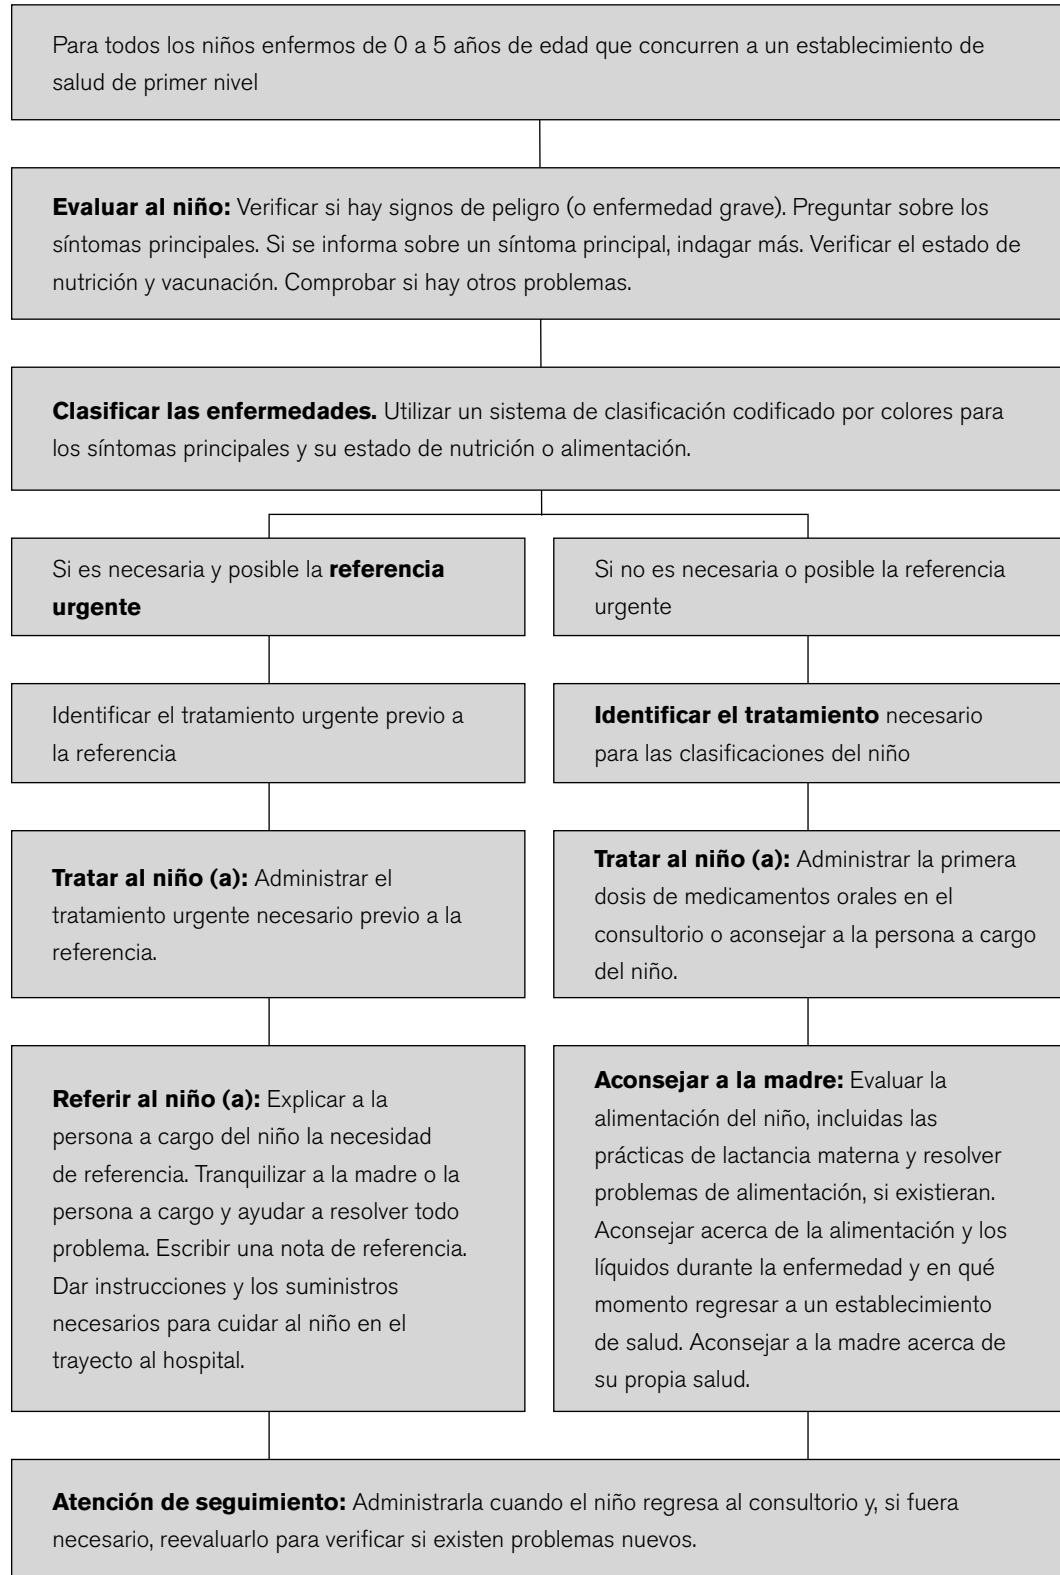 Para todos los niños enfermos de 0 a 5 años de edad que concurren a un establecimiento de
salud de primer nivel
Evaluar al niño: Verificar si hay signos de peligro (o enfermedad grave). Preguntar sobre los
síntomas principales. Si se informa sobre un síntoma principal, indagar más. Verificar el estado de
nutrición y vacunación. Comprobar si hay otros problemas.
Clasificar las enfermedades. Utilizar un sistema de clasificación codificado por colores para
los síntomas principales y su estado de nutrición o alimentación.
Si es necesaria y posible la referencia
urgente
Identificar el tratamiento urgente previo a
la referencia
Tratar al niño (a): Administrar el
tratamiento urgente necesario previo a la
referencia.
Referir al niño (a): Explicar a la
persona a cargo del niño la necesidad
de referencia. Tranquilizar a la madre o la
persona a cargo y ayudar a resolver todo
problema. Escribir una nota de referencia.
Dar instrucciones y los suministros
necesarios para cuidar al niño en el
trayecto al hospital.
Si no es necesaria o posible la referencia
urgente
Identificar el tratamiento necesario
para las clasificaciones del niño
Tratar al niño (a): Administrar la primera
dosis de medicamentos orales en el
consultorio o aconsejar a la persona a cargo
del niño.
Aconsejar a la madre: Evaluar la
alimentación del niño, incluidas las
prácticas de lactancia materna y resolver
problemas de alimentación, si existieran.
Aconsejar acerca de la alimentación y los
líquidos durante la enfermedad y en qué
momento regresar a un establecimiento
de salud. Aconsejar a la madre acerca de
su propia salud.
Atención de seguimiento: Administrarla cuando el niño regresa al consultorio y, si fuera
necesario, reevaluarlo para verificar si existen problemas nuevos.